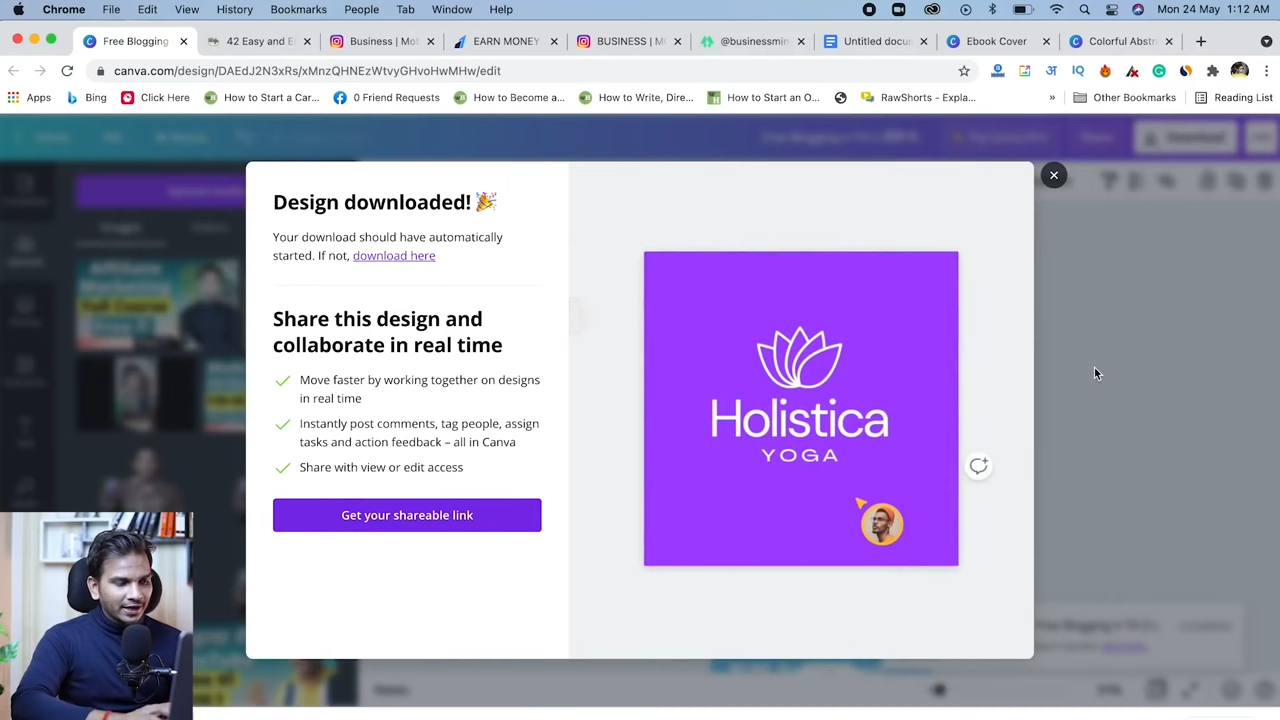 Chrome File Edit View History Bookmarks People Tab Window Help Mon 24 May 1:12 AM
Free Blogging 42 Easy and E Business | Mot EARN MONEY BUSINESS | M @businessmin Untitled docu Ebook Cover Colorful Abstr
canva.com/design/DAEdJ2N3xRs/xMnzQHNEzWtvyGHvoHwMHw/edit
Apps Bing Click Here How to Start a Car... 0 Friend Requests How to Become a... How to Write, Dire... How to Start an O... RawShorts - Expla... » Other Bookmarks Reading List
Download
Design downloaded! 🎉
Your download should have automatically
started. If not, download here
Share this design and
collaborate in real time
Move faster by working together on designs
in real time
Instantly post comments, tag people, assign
tasks and action feedback – all in Canva
Share with view or edit access
Get your shareable link
Holistica
YOGA
Affiliate
Marketing
Full Course